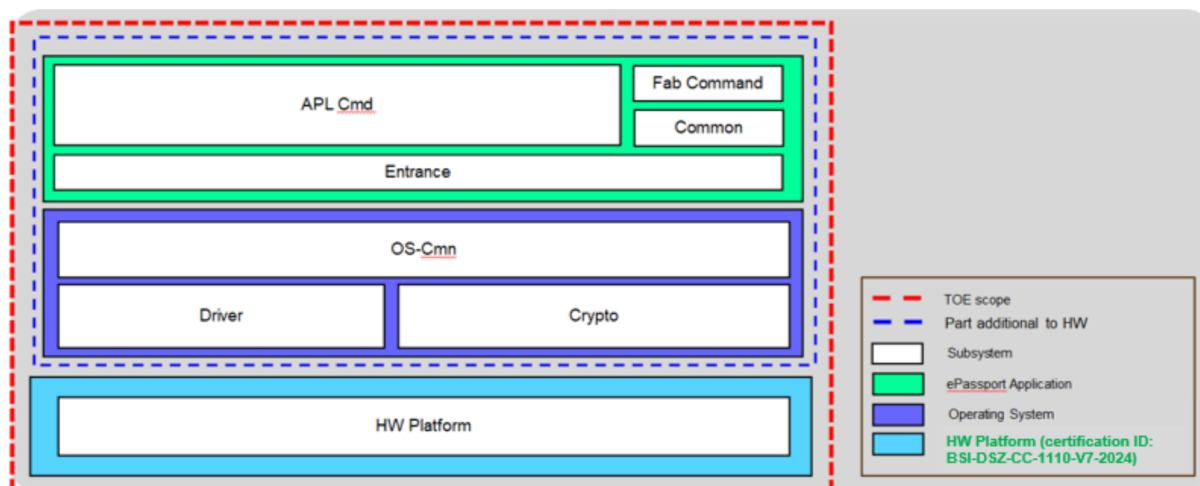 APL Cmd
Fab Command
Common
Entrance
OS-Cmn
Driver
Crypto
HW Platform
TOE scope
Part additional to HW
Subsystem
ePassport Application
Operating System
HW Platform (certification ID:
BSI-DSZ-CC-1110-V7-2024)